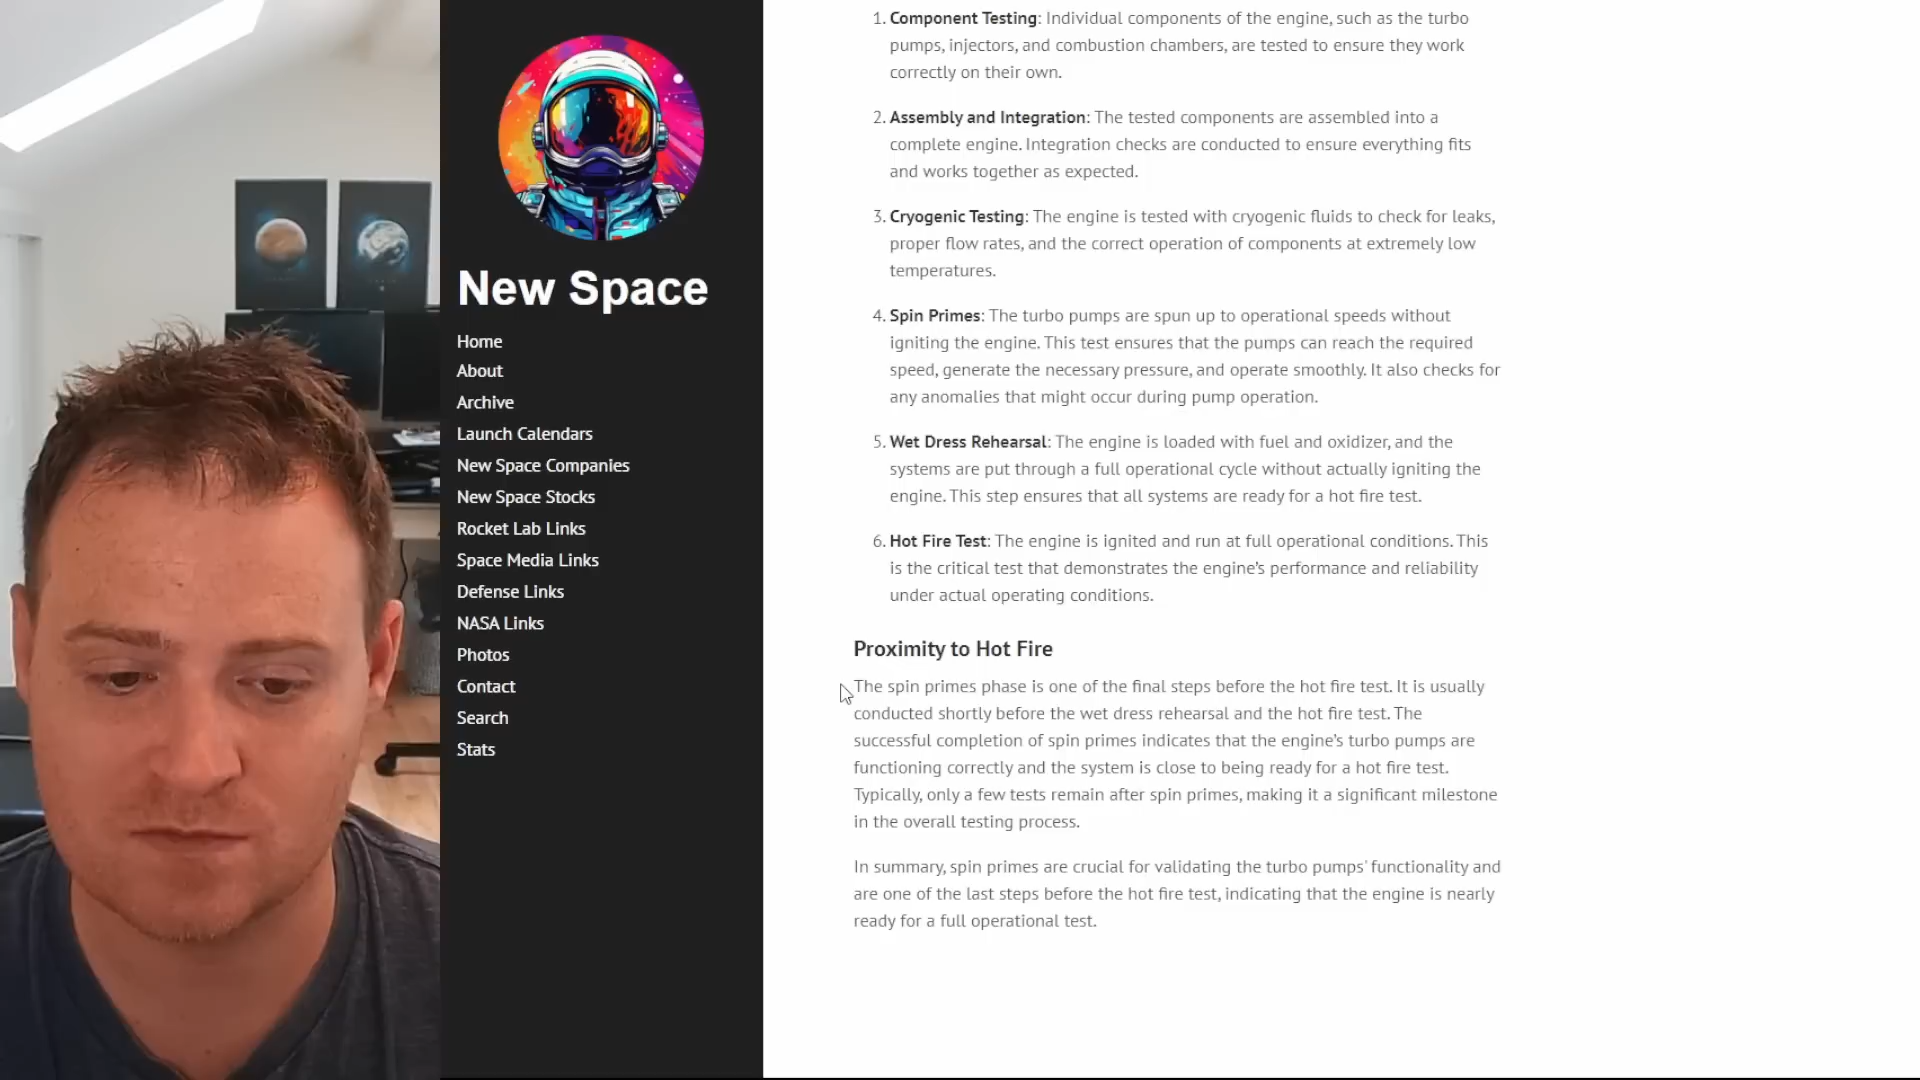 New Space
Home
About
Archive
Launch Calendars
New Space Companies
New Space Stocks
Rocket Lab Links
Space Media Links
Defense Links
NASA Links
Photos
Contact
Search
Stats
1. Component Testing: Individual components of the engine, such as the turbo
pumps, injectors, and combustion chambers, are tested to ensure they work
correctly on their own.
2. Assembly and Integration: The tested components are assembled into a
complete engine. Integration checks are conducted to ensure everything fits
and works together as expected.
3. Cryogenic Testing: The engine is tested with cryogenic fluids to check for leaks,
proper flow rates, and the correct operation of components at extremely low
temperatures.
4. Spin Primes: The turbo pumps are spun up to operational speeds without
igniting the engine. This test ensures that the pumps can reach the required
speed, generate the necessary pressure, and operate smoothly. It also checks for
any anomalies that might occur during pump operation.
5. Wet Dress Rehearsal: The engine is loaded with fuel and oxidizer, and the
systems are put through a full operational cycle without actually igniting the
engine. This step ensures that all systems are ready for a hot fire test.
6. Hot Fire Test: The engine is ignited and run at full operational conditions. This
is the critical test that demonstrates the engine's performance and reliability
under actual operating conditions.
Proximity to Hot Fire
The spin primes phase is one of the final steps before the hot fire test. It is usually
conducted shortly before the wet dress rehearsal and the hot fire test. The
successful completion of spin primes indicates that the engine's turbo pumps are
functioning correctly and the system is close to being ready for a hot fire test.
Typically, only a few tests remain after spin primes, making it a significant milestone
in the overall testing process.
In summary, spin primes are crucial for validating the turbo pumps' functionality and
are one of the last steps before the hot fire test, indicating that the engine is nearly
ready for a full operational test.